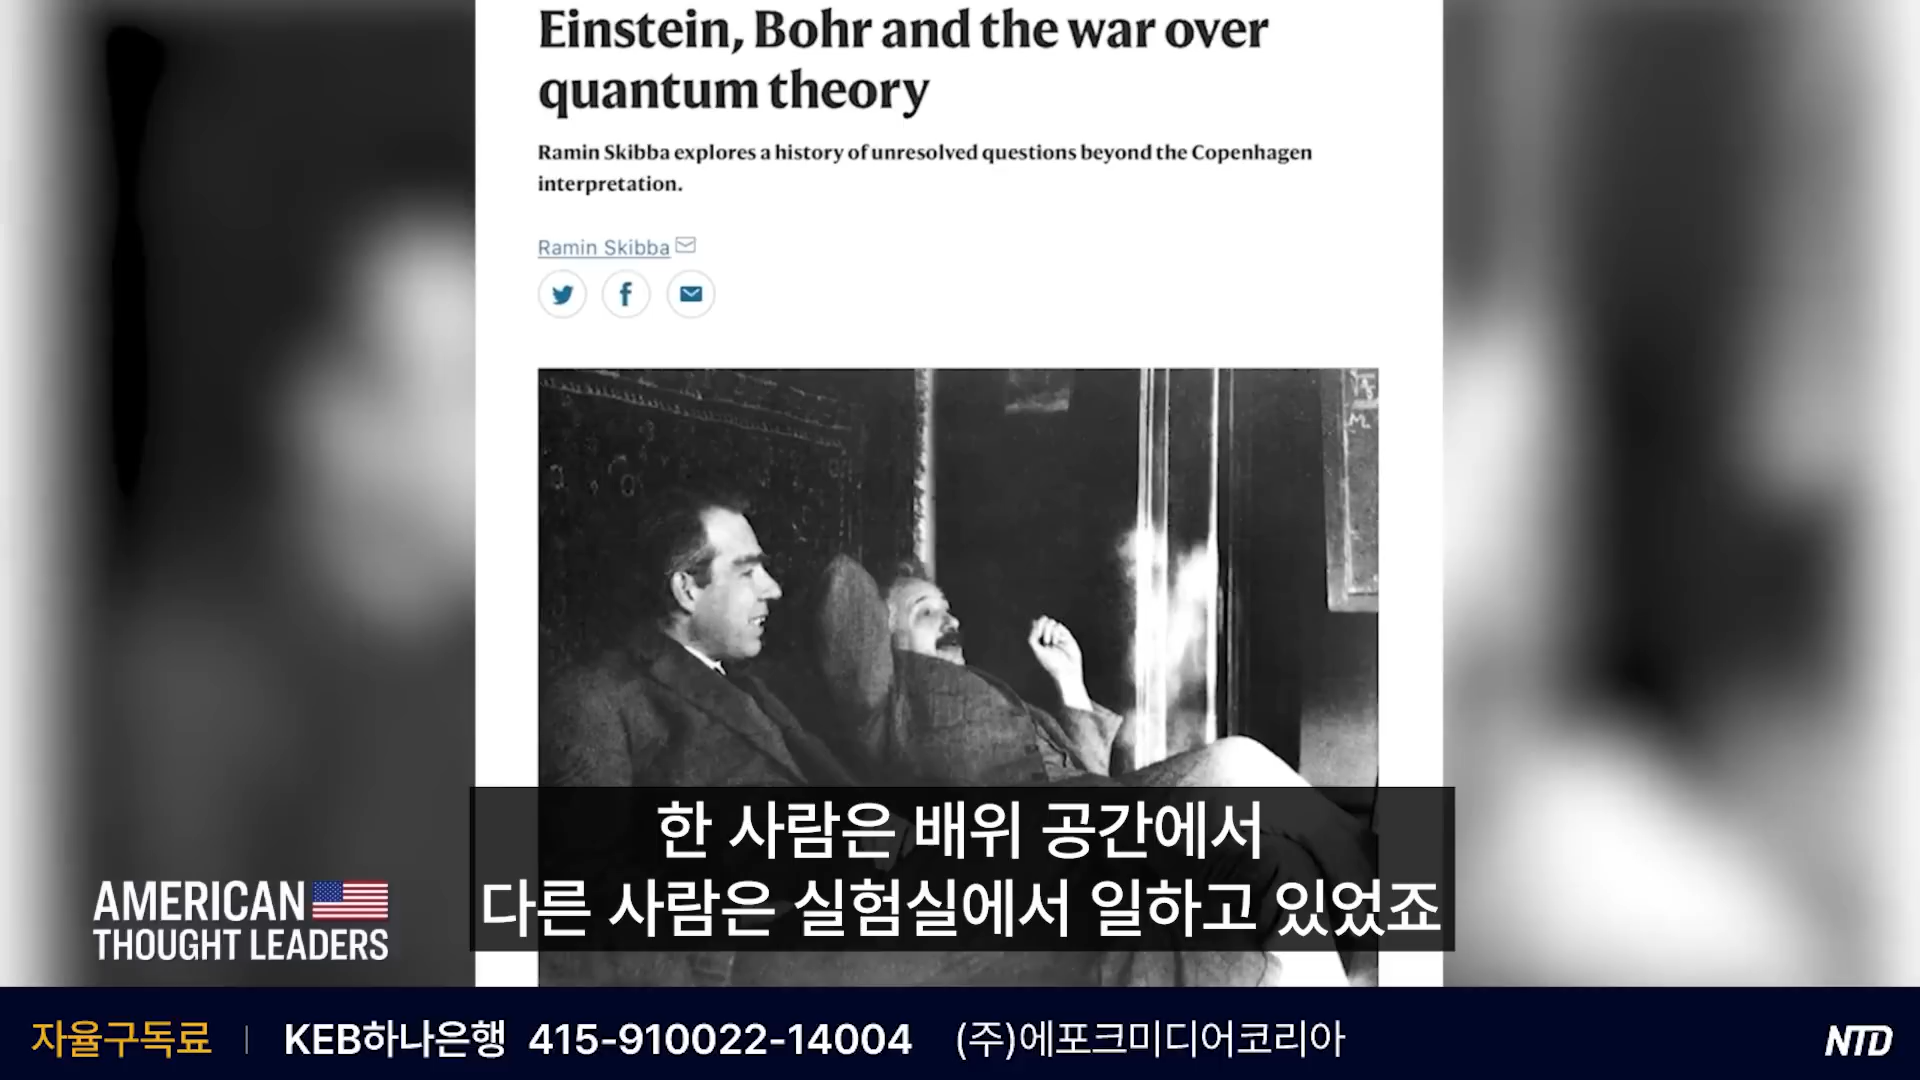 Einstein, Bohr and the war over
quantum theory
Ramin Skibba explores a history of unresolved questions beyond the Copenhagen
interpretation.
Ramin Skibba
한 사람은 배위 공간에서
다른 사람은 실험실에서 일하고 있었죠
AMERICAN
THOUGHT LEADERS
자율구독료 | KEB하나은행 415-910022-14004 (주)에포크미디어코리아
NTD